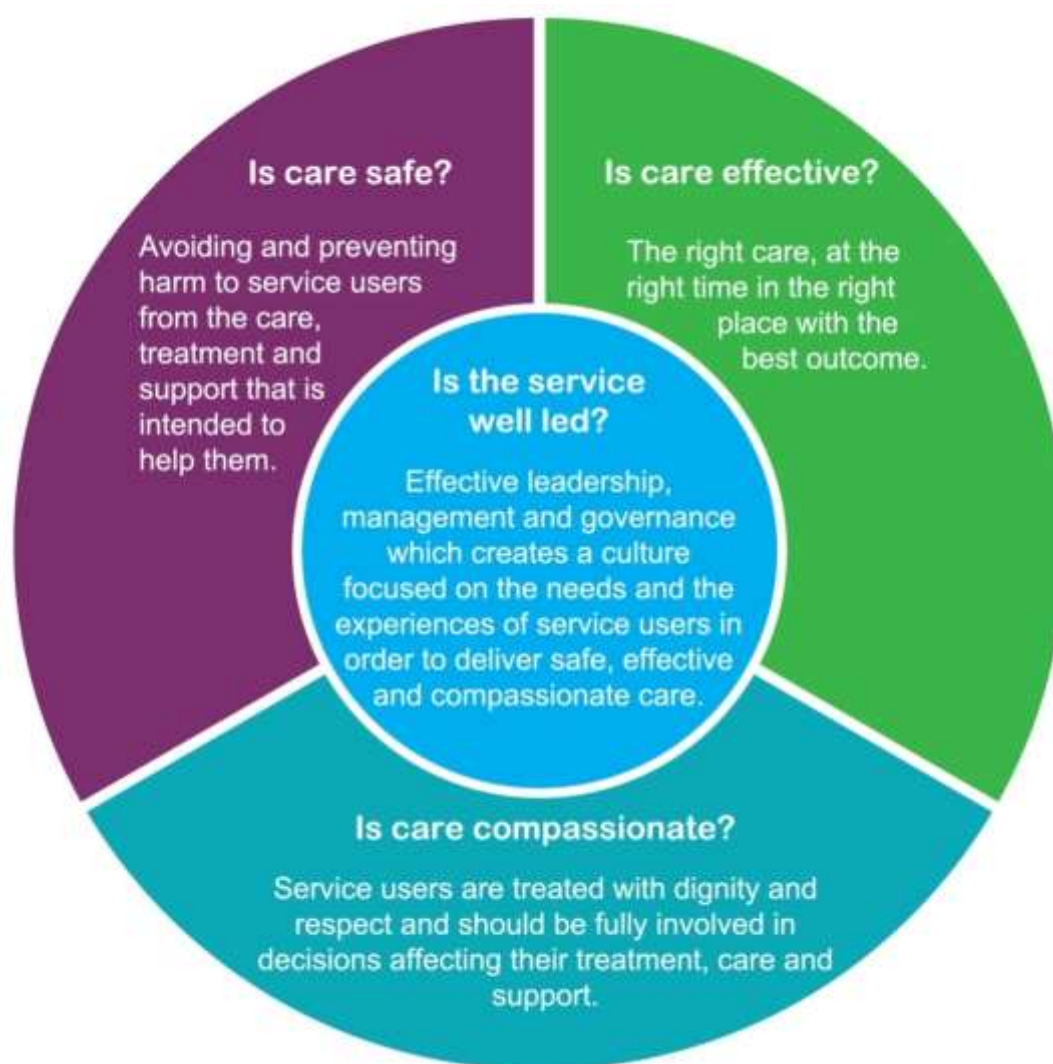 Is care safe?
Avoiding and preventing
harm to service users
from the care,
treatment and
support that is
intended to
help them.
Is care effective?
The right care, at the
right time in the right
place with the
best outcome.
Is the service
well led?
Effective leadership,
management and governance
which creates a culture
focused on the needs and the
experiences of service users in
order to deliver safe, effective
and compassionate care.
Is care compassionate?
Service users are treated with dignity and
respect and should be fully involved in
decisions affecting their treatment, care and
support.